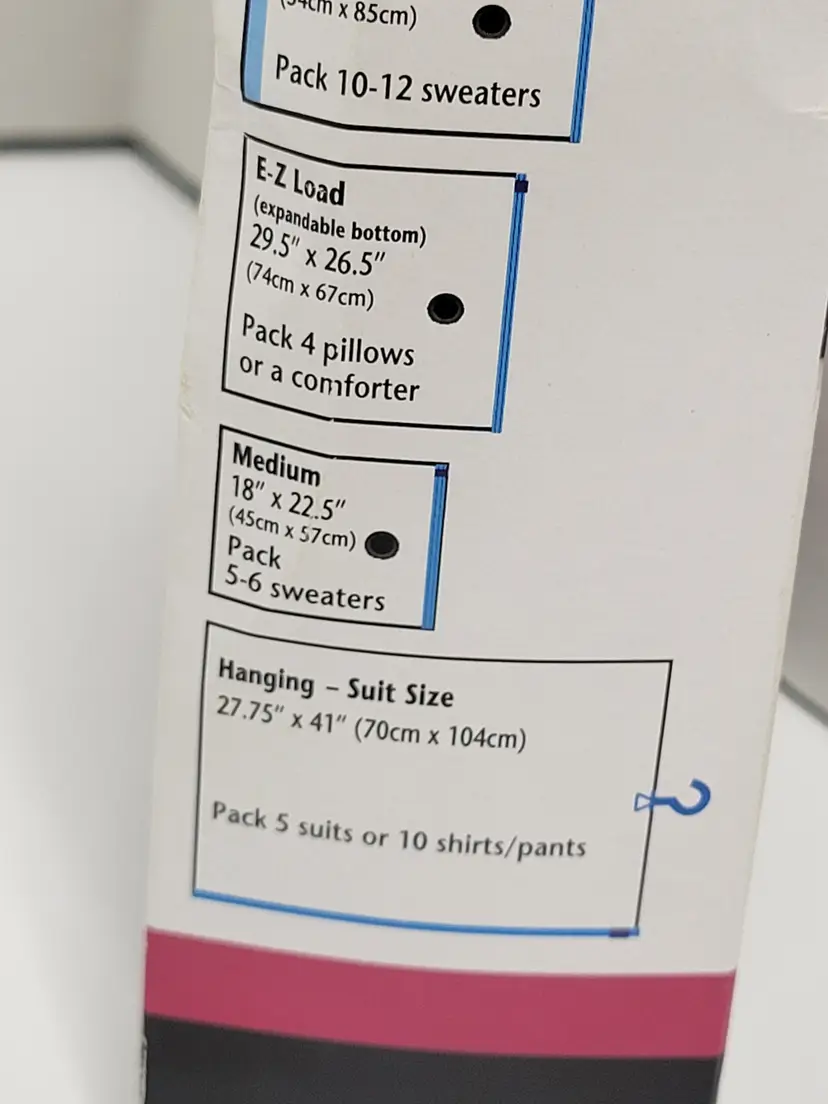 x 85cm)
Pack 10-12 sweaters
E-Z Load
(expandable bottom)
29.5" x 26.5"
(74cm x 67cm)
Pack 4 pillows
or a comforter
Medium
18" x 22.5"
(45cm x 57cm)
Pack
5-6 sweaters
Hanging – Suit Size
27.75" x 41" (70cm x 104cm)
Pack 5 suits or 10 shirts/pants